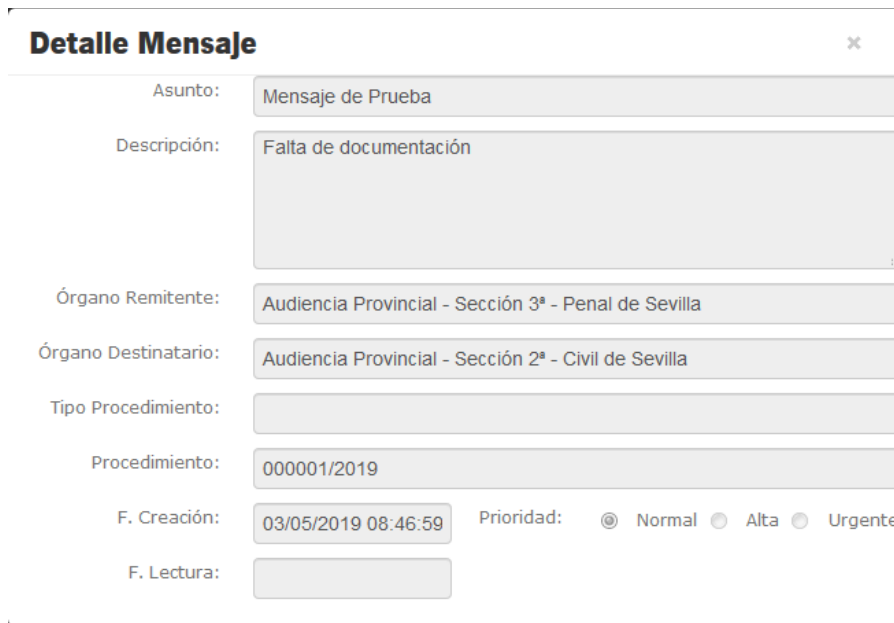 Detalle Mensaje ×
Asunto: Mensaje de Prueba
Descripción: Falta de documentación
Órgano Remitente: Audiencia Provincial - Sección 3ª - Penal de Sevilla
Órgano Destinatario: Audiencia Provincial - Sección 2ª - Civil de Sevilla
Tipo Procedimiento:
Procedimiento: 000001/2019
F. Creación: 03/05/2019 08:46:59 Prioridad: Normal Alta Urgente
F. Lectura: